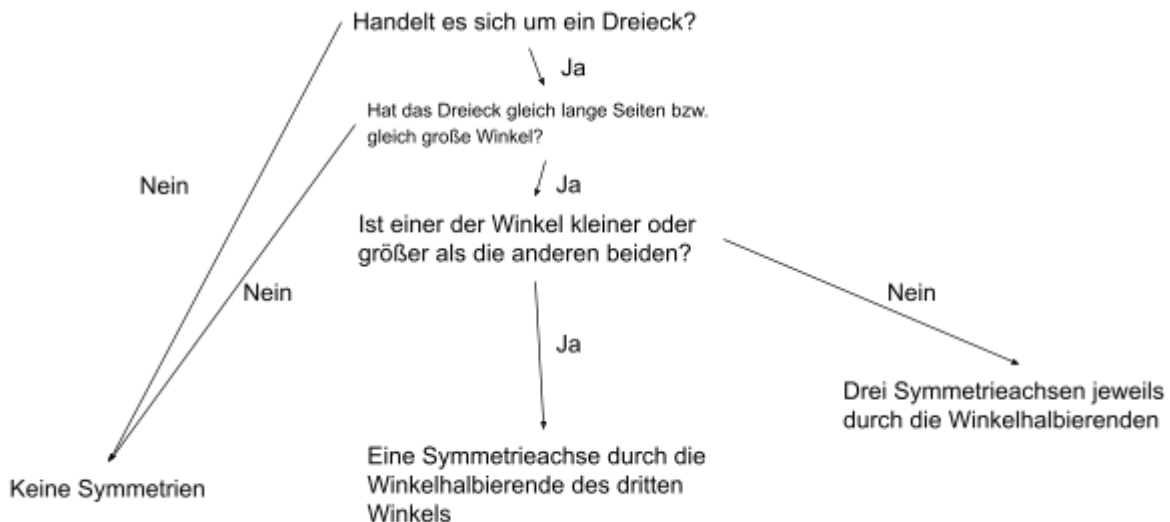 Handelt es sich um ein Dreieck?
Ja
Hat das Dreieck gleich lange Seiten bzw.
gleich große Winkel?
Nein
Ja
Ist einer der Winkel kleiner oder
größer als die anderen beiden?
Nein
Nein
Ja
Drei Symmetrieachsen jeweils
durch die Winkelhalbierenden
Eine Symmetrieachse durch die
Winkelhalbierende des dritten
Winkels
Keine Symmetrien